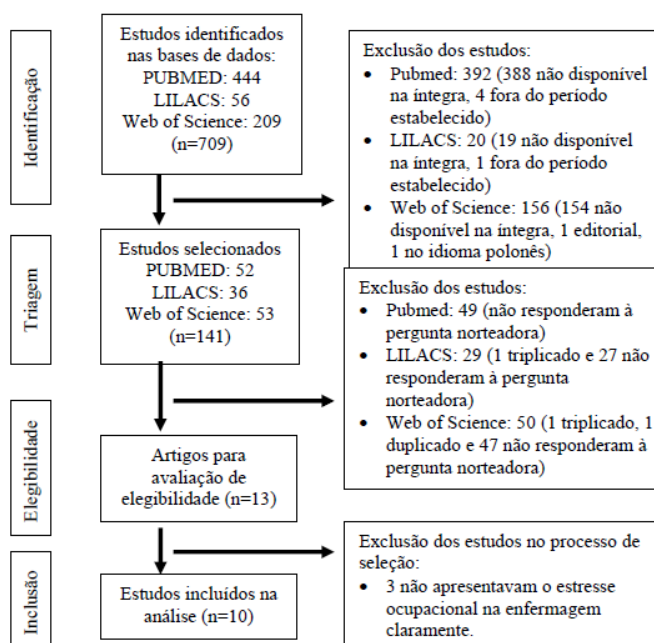 Identificação
Estudos identificados
nas bases de dados:
PUBMED: 444
LILACS: 56
Web of Science: 209
(n=709)
Exclusão dos estudos:
• Pubmed: 392 (388 não disponível
na íntegra, 4 fora do período
estabelecido)
• LILACS: 20 (19 não disponível
na íntegra, 1 fora do período
estabelecido)
• Web of Science: 156 (154 não
disponível na íntegra, 1 editorial,
1 no idioma polonês)
Triagem
Estudos selecionados
PUBMED: 52
LILACS: 36
Web of Science: 53
(n=141)
Exclusão dos estudos:
• Pubmed: 49 (não responderam à
pergunta norteadora)
• LILACS: 29 (1 triplicado e 27 não
responderam à pergunta
norteadora)
• Web of Science: 50 (1 triplicado, 1
duplicado e 47 não responderam à
pergunta norteadora)
Elegibilidade
Artigos para
avaliação de
elegibilidade (n=13)
Inclusão
Estudos incluídos na
análise (n=10)
Exclusão dos estudos no processo de
seleção:
• 3 não apresentavam o estresse
ocupacional na enfermagem
claramente.